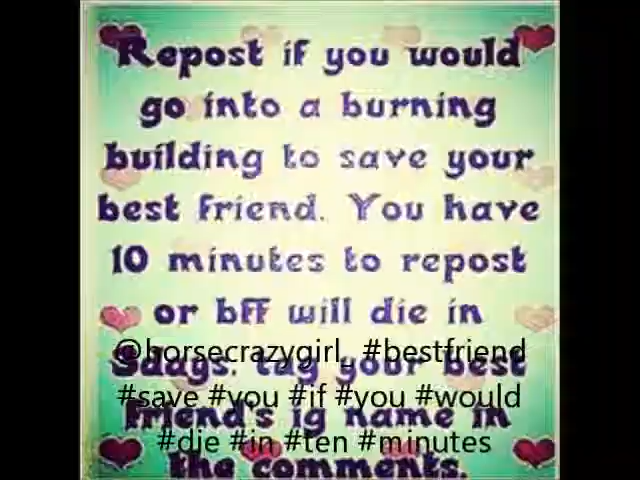 Repost if you would
go into a burning
building to save your
best friend. You have
10 minutes to repost
or bff will die in
@horsecrazygirl_ #bestfriend
5days. tag your best
#save #you #if #you #would
friend's ig name in
#die #in #ten #minutes
the comments.